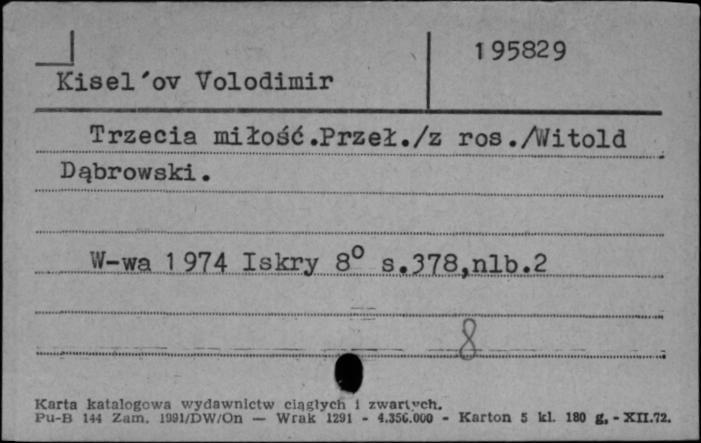 195829
Kisel'ov Volodimir
Trzecia miłość.Przeł./z ros./Witold
Dąbrowski.
W-wa 1974 Iskry 8° s.378,nlb.2
8
Karta katalogowa wydawnictw ciągłych i zwartych.
Pu-B 144 Zam. 1991/DW/On — Wrak 1291 - 4.356.000 - Karton 5 kl. 180 g. - XII.72.